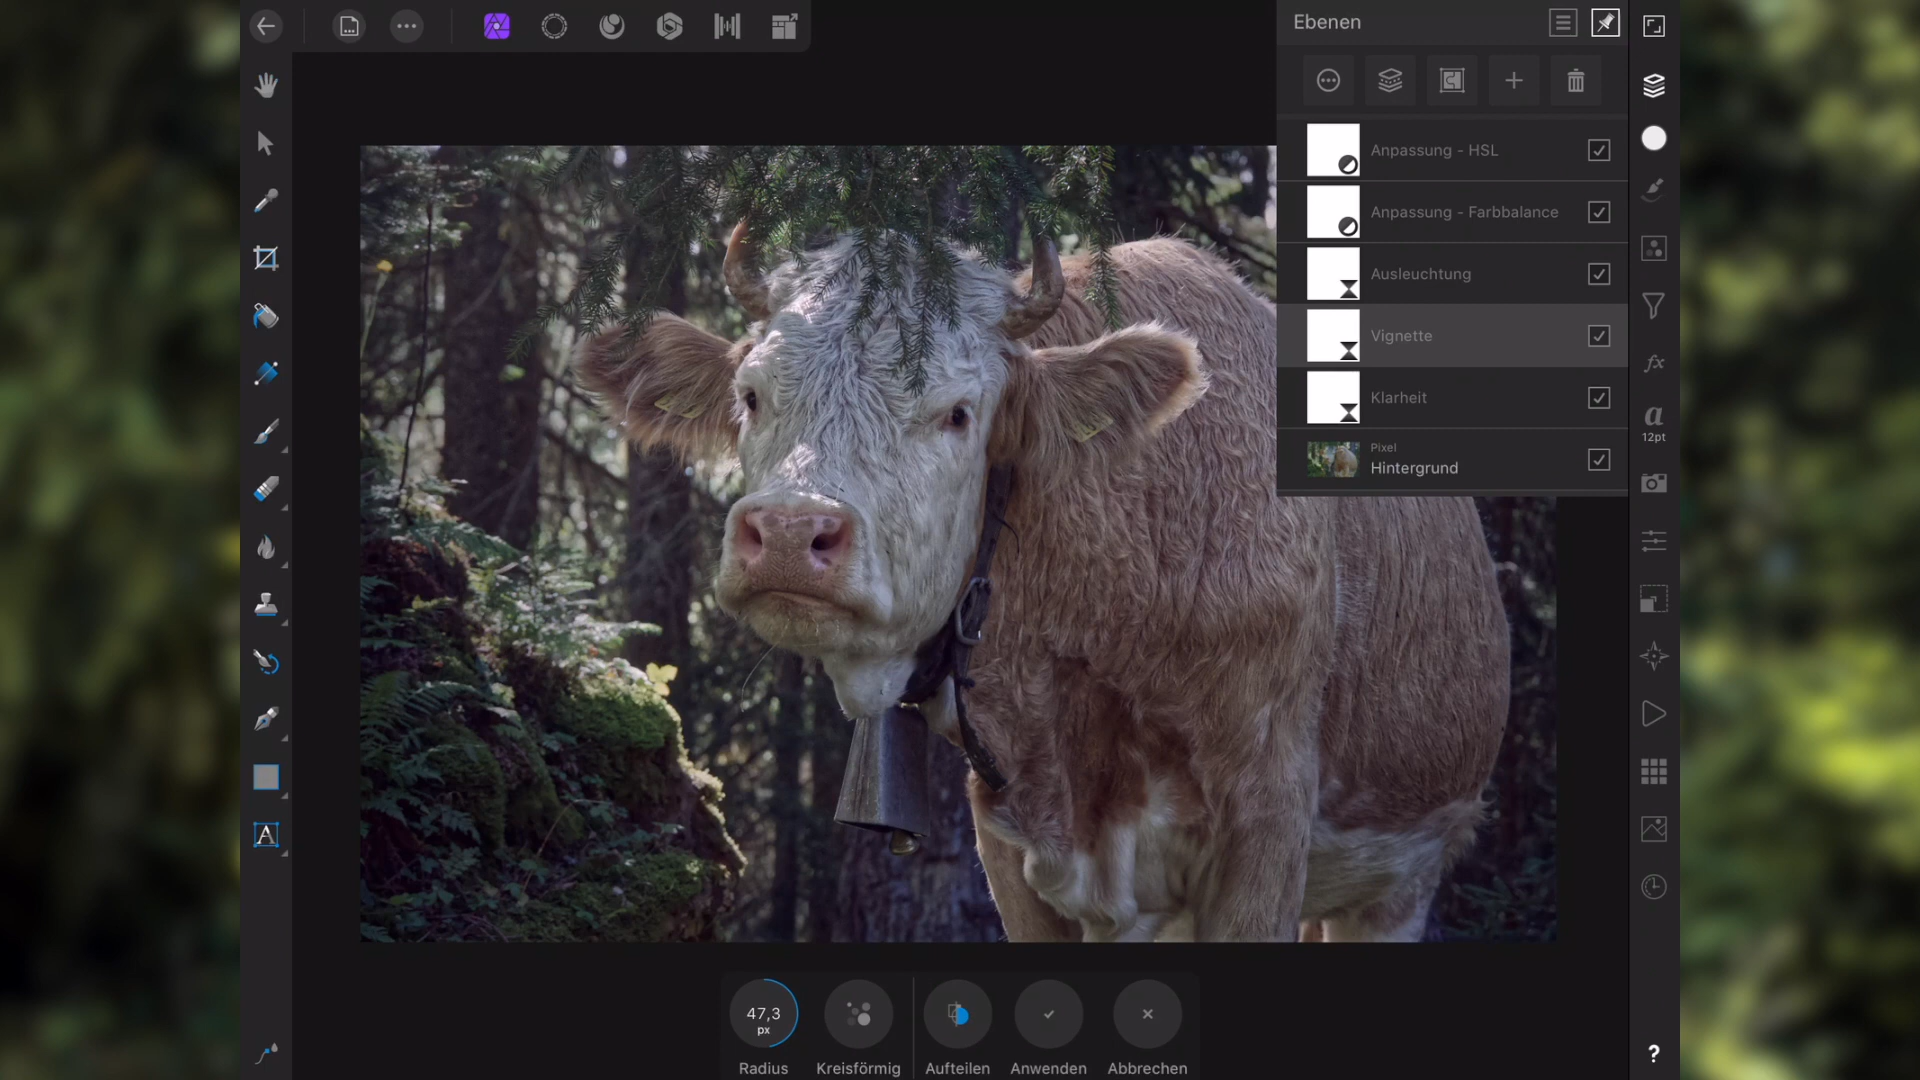 Ebenen
Anpassung - HSL
Anpassung - Farbbalance
Ausleuchtung
Vignette
Klarheit
Pixel
Hintergrund
a
12pt
fx
A
47,3
px
Radius
Kreisförmig
Aufteilen
Anwenden
Abbrechen
?